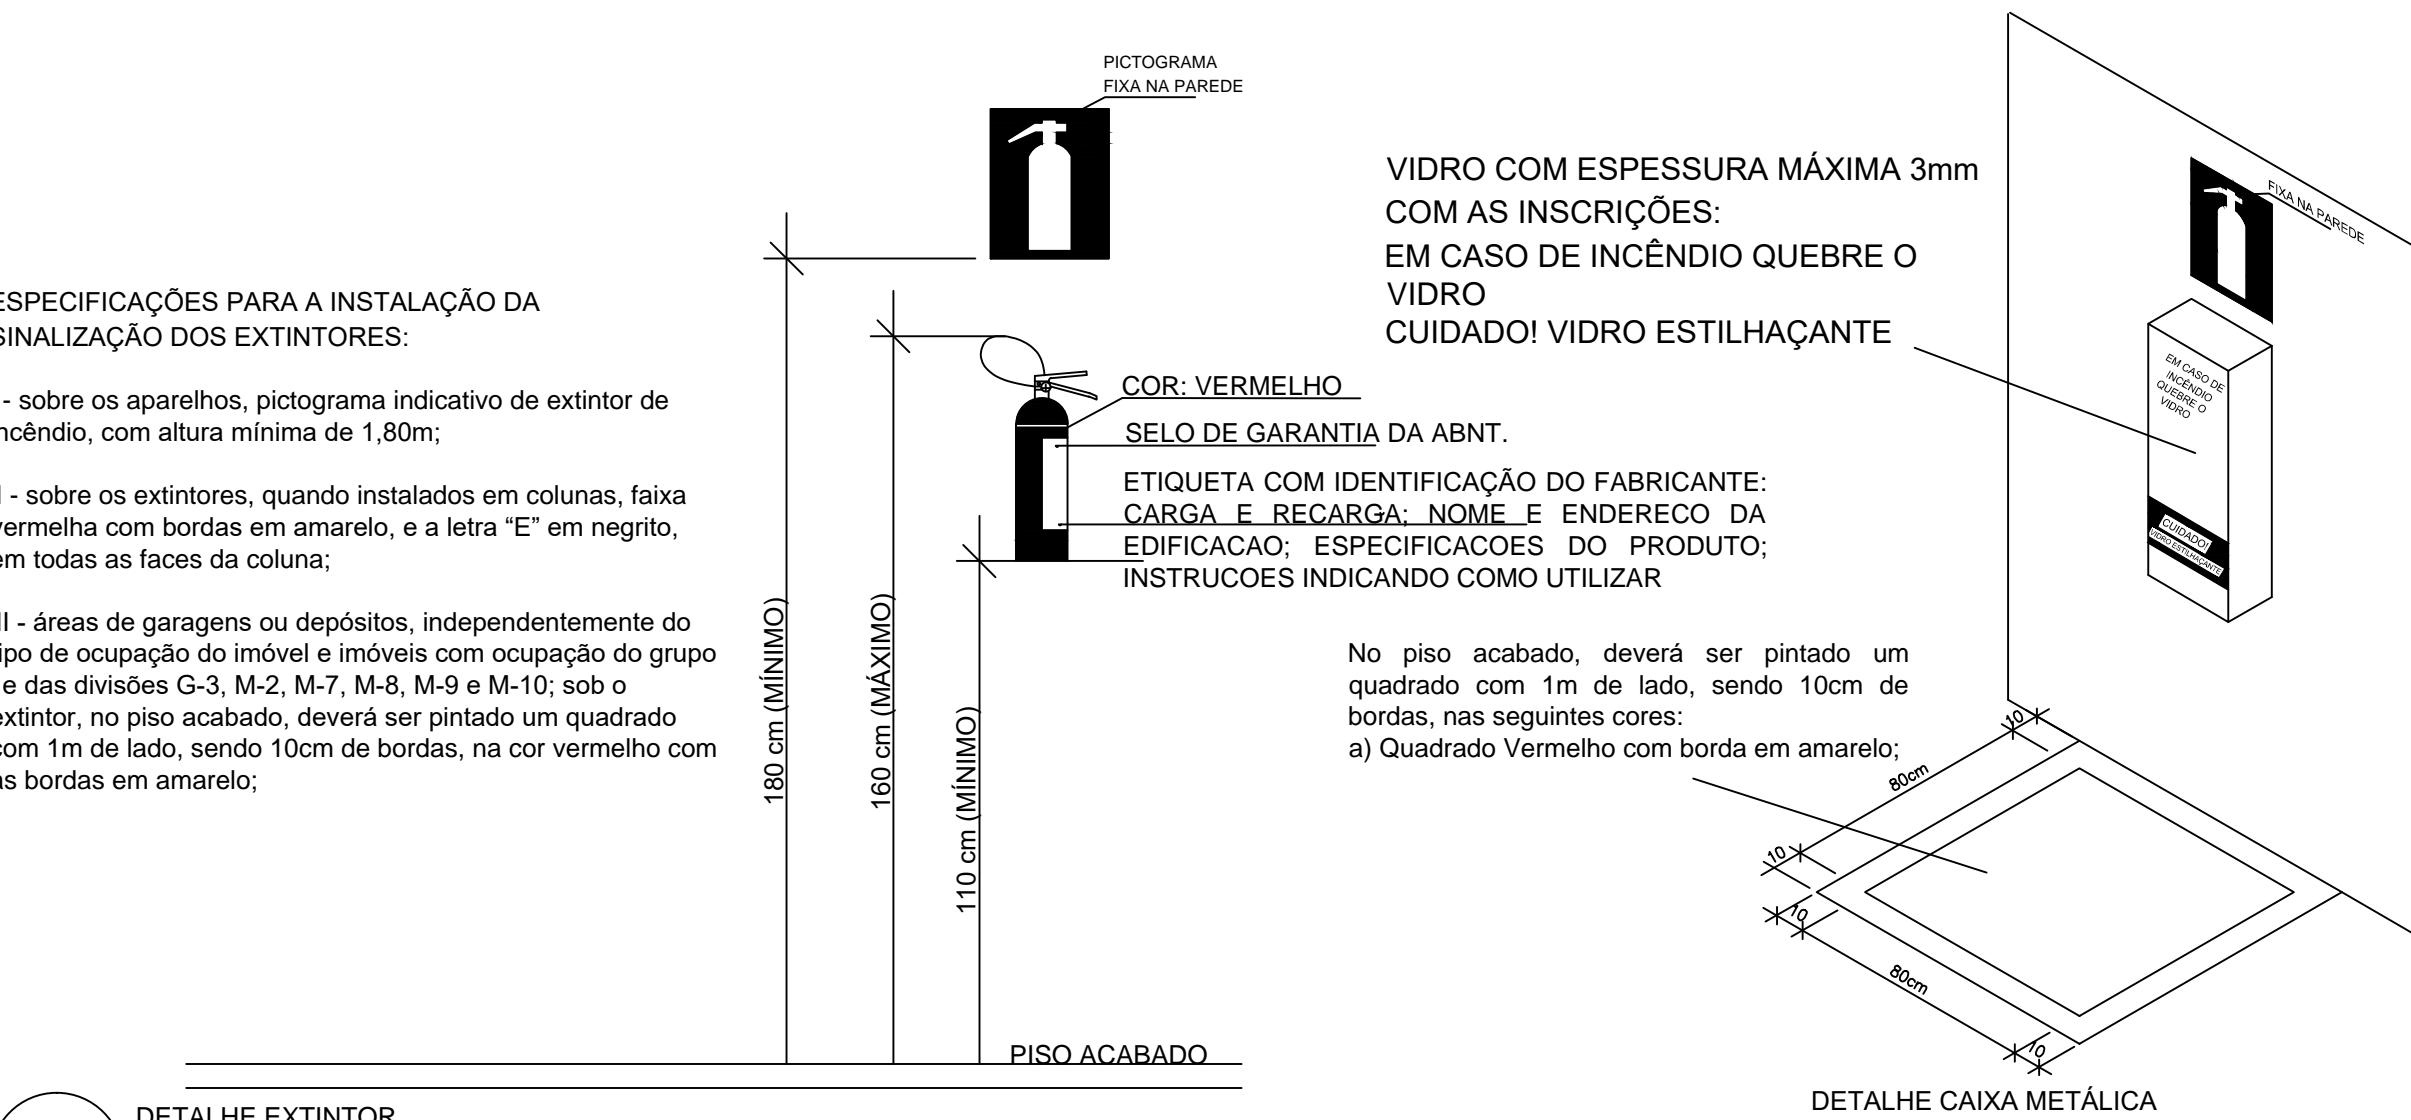 ESPECIFICAÇÕES PARA A INSTALAÇÃO DA
SINALIZAÇÃO DOS EXTINTORES:
- sobre os aparelhos, pictograma indicativo de extintor de
incêndio, com altura mínima de 1,80m;
I - sobre os extintores, quando instalados em colunas, faixa
vermelha com bordas em amarelo, e a letra “E” em negrito,
em todas as faces da coluna;
II - áreas de garagens ou depósitos, independentemente do
tipo de ocupação do imóvel e imóveis com ocupação do grupo
e das divisões G-3, M-2, M-7, M-8, M-9 e M-10; sob o
extintor, no piso acabado, deverá ser pintado um quadrado
com 1m de lado, sendo 10cm de bordas, na cor vermelho com
as bordas em amarelo;
PICTOGRAMA
FIXA NA PAREDE
COR: VERMELHO
SELO DE GARANTIA DA ABNT.
ETIQUETA COM IDENTIFICAÇÃO DO FABRICANTE:
CARGA E RECARGA; NOME E ENDERECO DA
EDIFICACAO; ESPECIFICACOES DO PRODUTO;
INSTRUCOES INDICANDO COMO UTILIZAR
180 cm (MÍNIMO)
160 cm (MÁXIMO)
110 cm (MÍNIMO)
PISO ACABADO
DETALHE EXTINTOR
VIDRO COM ESPESSURA MÁXIMA 3mm
COM AS INSCRIÇÕES:
EM CASO DE INCÊNDIO QUEBRE O
VIDRO
CUIDADO! VIDRO ESTILHAÇANTE
FIXA NA PAREDE
EM CASO DE
INCÊNDIO
QUEBRE O
VIDRO
CUIDADO!
VIDRO ESTILHAÇANTE
No piso acabado, deverá ser pintado um
quadrado com 1m de lado, sendo 10cm de
bordas, nas seguintes cores:
a) Quadrado Vermelho com borda em amarelo;
10
80cm
10
10
80cm
10
DETALHE CAIXA METÁLICA